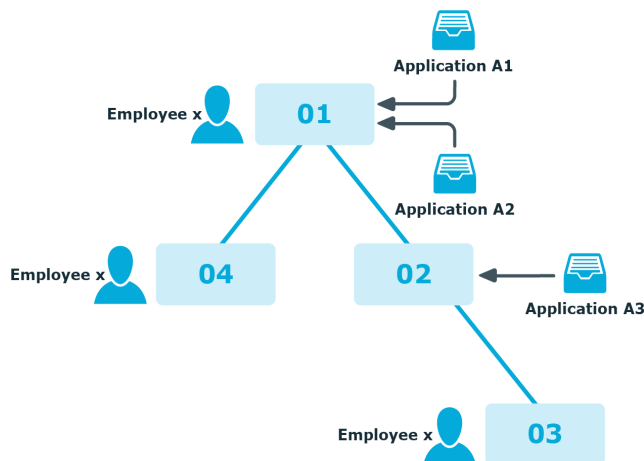 Application A1
Employee x
01
Application A2
Employee x
04
02
Application A3
Employee x
03